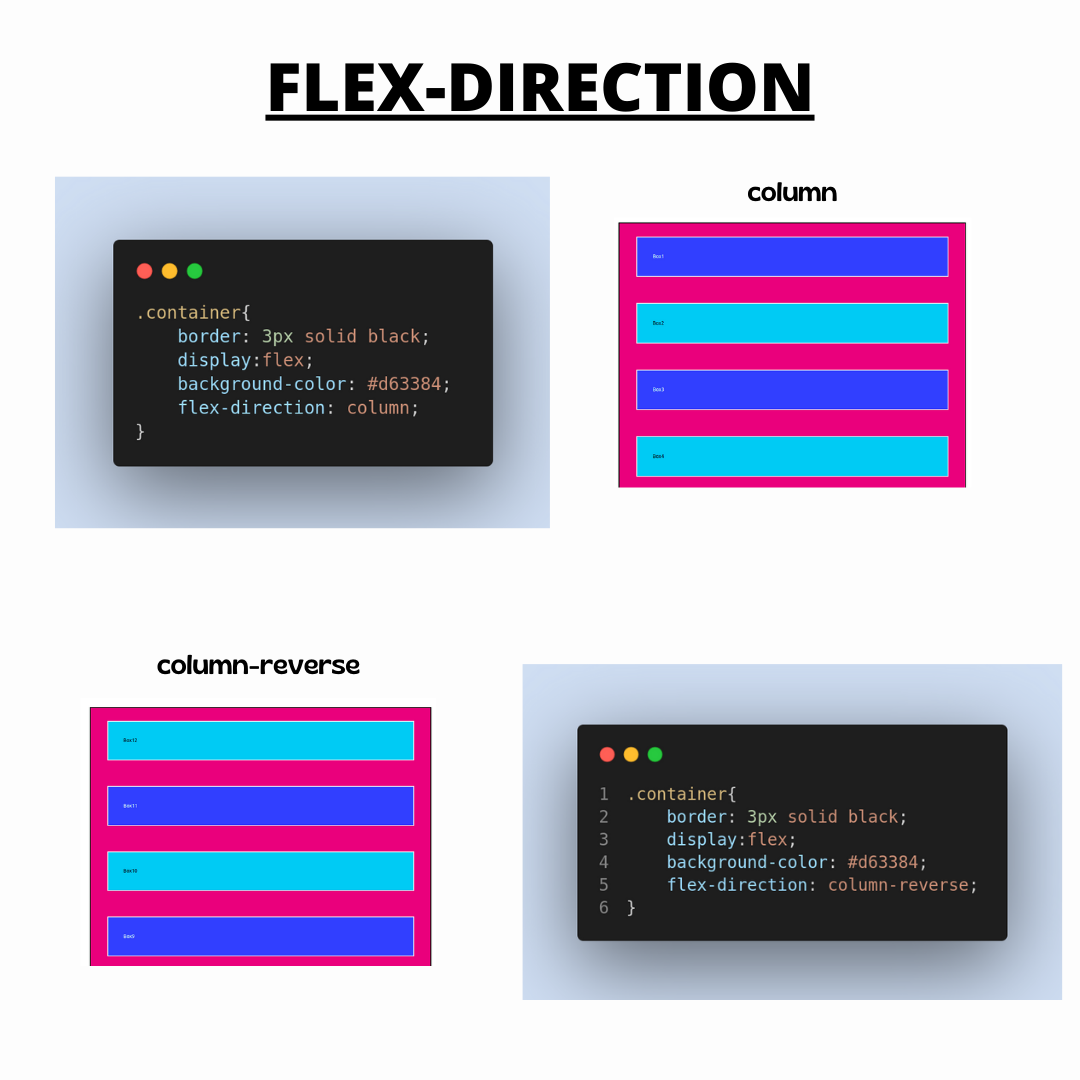 FLEX-DIRECTION
.container{
    border: 3px solid black;
    display:flex;
    background-color: #d63384;
    flex-direction: column;
}
column
Box1
Box2
Box3
Box4
column-reverse
Box12
Box11
Box10
Box9
1 .container{
2     border: 3px solid black;
3     display:flex;
4     background-color: #d63384;
5     flex-direction: column-reverse;
6 }